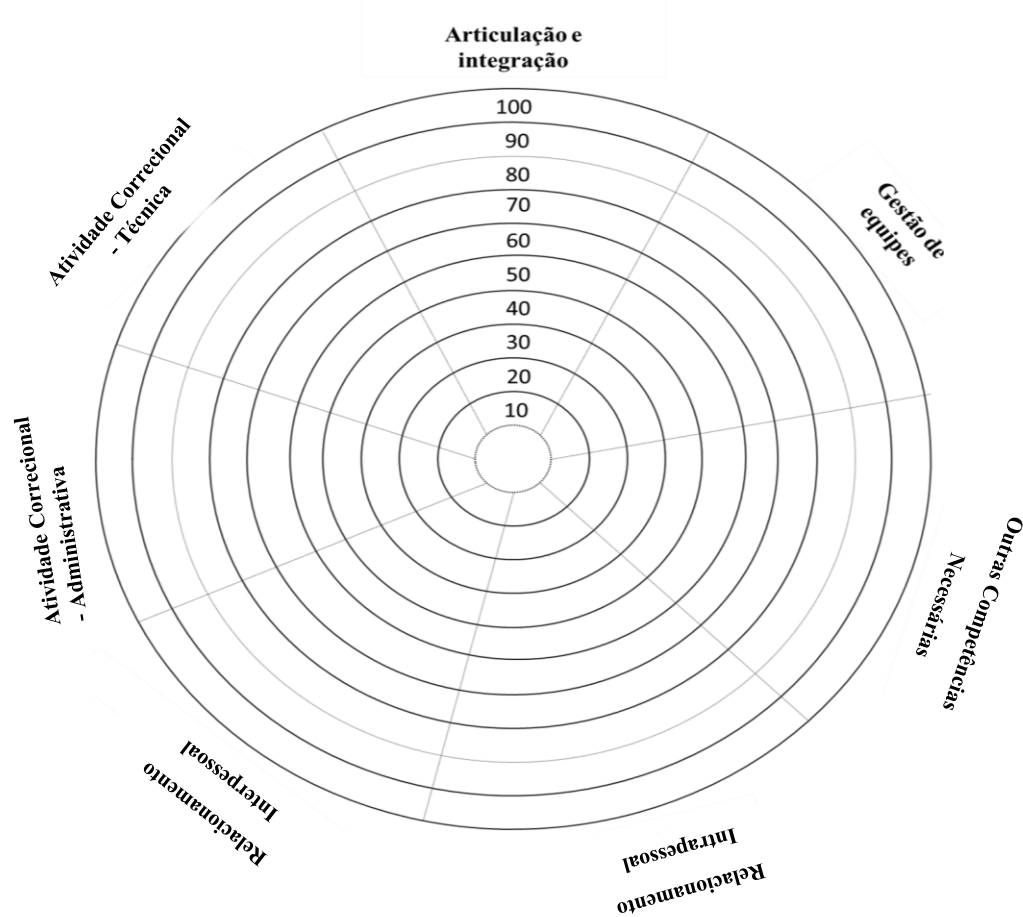 Articulação e
integração
100
90
80
70
60
50
40
30
20
10
Gestão de
equipes
Outras Competências
Necessárias
Relacionamento
Intrapessoal
Relacionamento
Interpessoal
Atividade Correcional
- Administrativa
Atividade Correcional
- Técnica